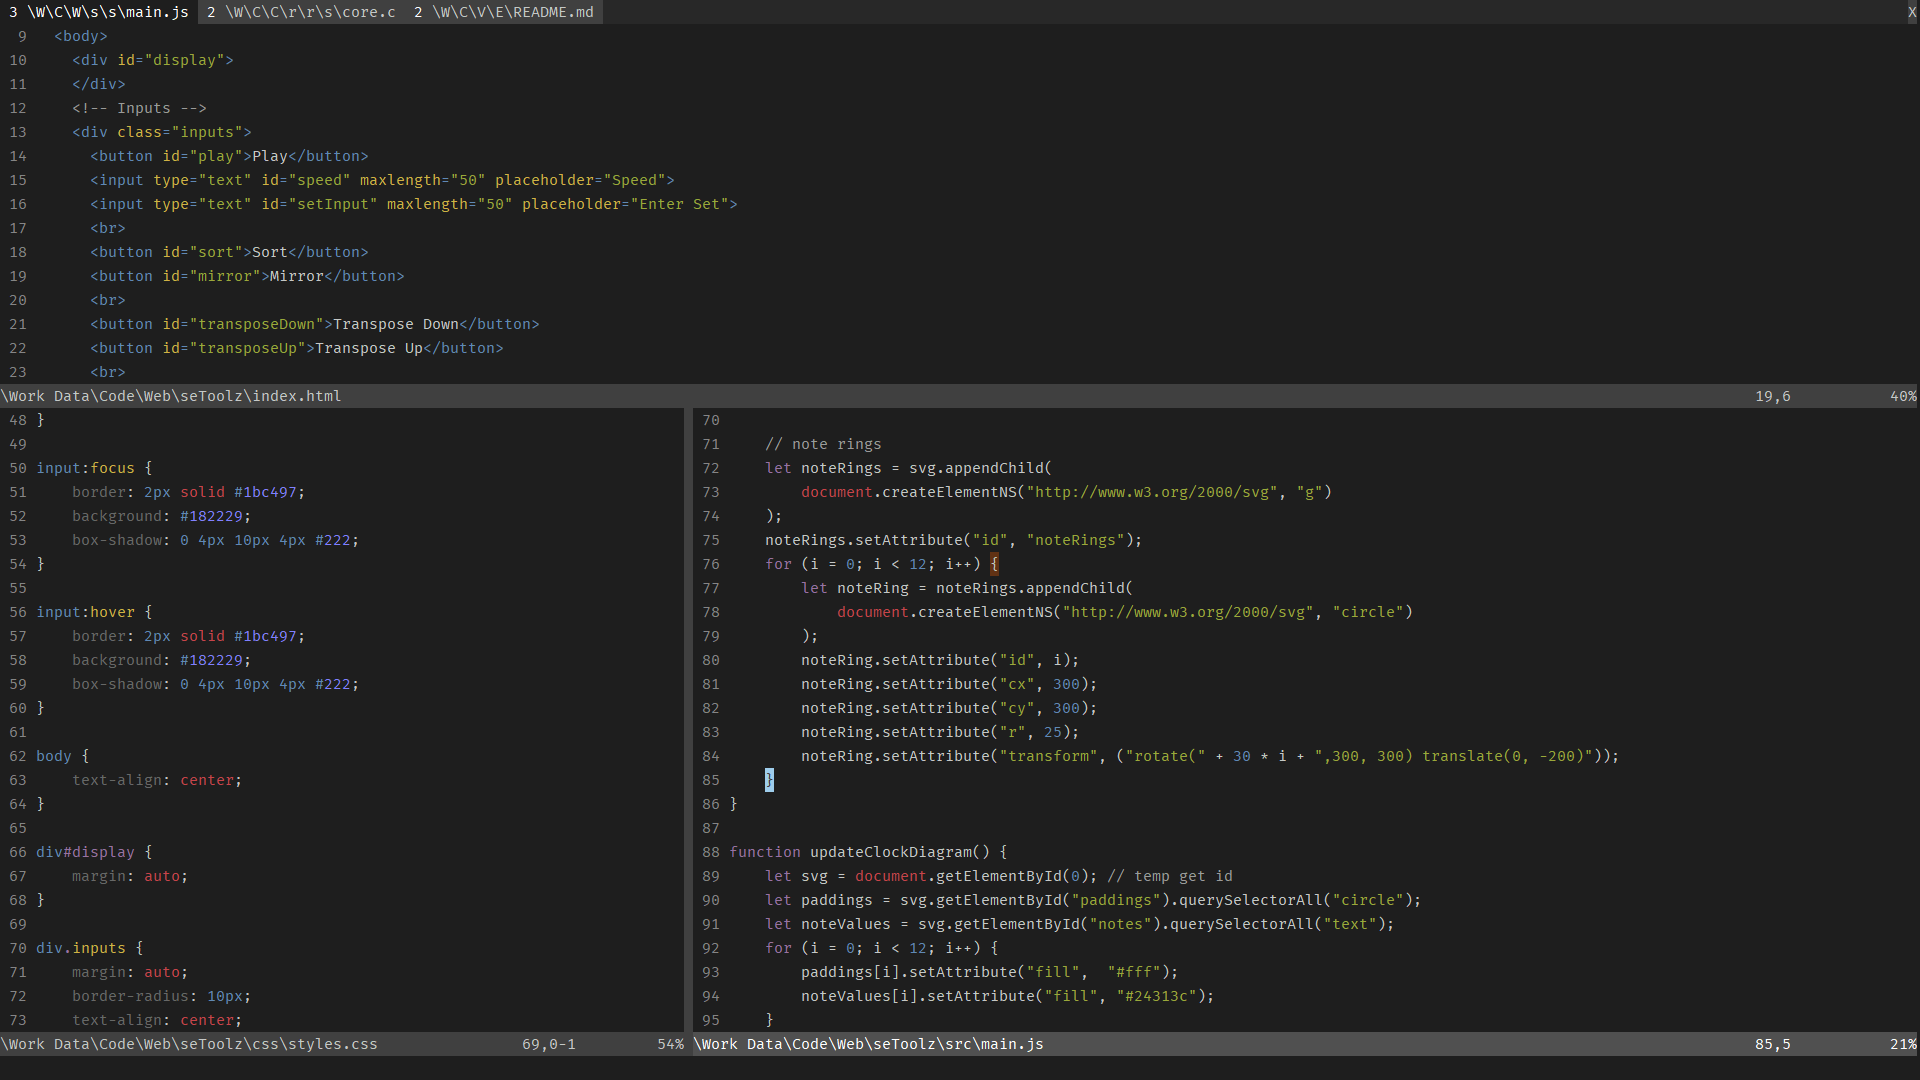 3 \W\C\W\s\s\main.js  2 \W\C\C\r\r\s\core.c  2 \W\C\V\E\README.md X
9   <body>
10     <div id="display">
11     </div>
12     <!-- Inputs -->
13     <div class="inputs">
14       <button id="play">Play</button>
15       <input type="text" id="speed" maxlength="50" placeholder="Speed">
16       <input type="text" id="setInput" maxlength="50" placeholder="Enter Set">
17       <br>
18       <button id="sort">Sort</button>
19       <button id="mirror">Mirror</button>
20       <br>
21       <button id="transposeDown">Transpose Down</button>
22       <button id="transposeUp">Transpose Up</button>
23       <br>
\Work Data\Code\Web\seToolz\index.html 19,6 40%
48 }
49
50 input:focus {
51     border: 2px solid #1bc497;
52     background: #182229;
53     box-shadow: 0 4px 10px 4px #222;
54 }
55
56 input:hover {
57     border: 2px solid #1bc497;
58     background: #182229;
59     box-shadow: 0 4px 10px 4px #222;
60 }
61
62 body {
63     text-align: center;
64 }
65
66 div#display {
67     margin: auto;
68 }
69
70 div.inputs {
71     margin: auto;
72     border-radius: 10px;
73     text-align: center;
\Work Data\Code\Web\seToolz\css\styles.css 69,0-1 54%
70
71     // note rings
72     let noteRings = svg.appendChild(
73         document.createElementNS("http://www.w3.org/2000/svg", "g")
74     );
75     noteRings.setAttribute("id", "noteRings");
76     for (i = 0; i < 12; i++) {
77         let noteRing = noteRings.appendChild(
78             document.createElementNS("http://www.w3.org/2000/svg", "circle")
79         );
80         noteRing.setAttribute("id", i);
81         noteRing.setAttribute("cx", 300);
82         noteRing.setAttribute("cy", 300);
83         noteRing.setAttribute("r", 25);
84         noteRing.setAttribute("transform", ("rotate(" + 30 * i + ",300, 300) translate(0, -200)"));
85     }
86 }
87
88 function updateClockDiagram() {
89     let svg = document.getElementById(0); // temp get id
90     let paddings = svg.getElementById("paddings").querySelectorAll("circle");
91     let noteValues = svg.getElementById("notes").querySelectorAll("text");
92     for (i = 0; i < 12; i++) {
93         paddings[i].setAttribute("fill",  "#fff");
94         noteValues[i].setAttribute("fill", "#24313c");
95     }
\Work Data\Code\Web\seToolz\src\main.js 85,5 21%